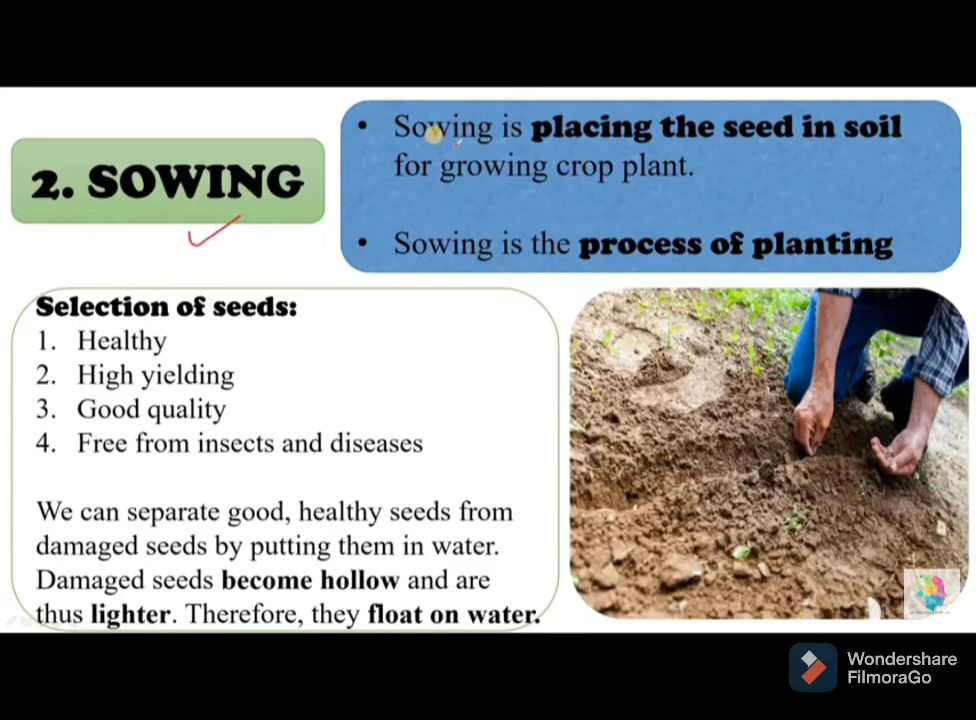 2. SOWING
• Sowing is placing the seed in soil
for growing crop plant.
• Sowing is the process of planting
Selection of seeds:
1. Healthy
2. High yielding
3. Good quality
4. Free from insects and diseases
We can separate good, healthy seeds from
damaged seeds by putting them in water.
Damaged seeds become hollow and are
thus lighter. Therefore, they float on water.
Wondershare
FilmoraGo